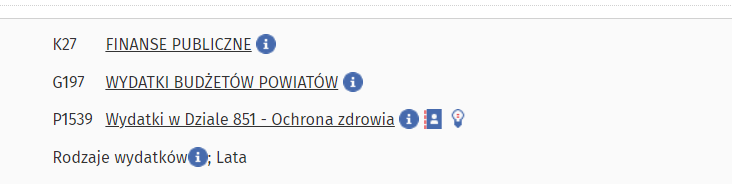 K27 FINANSE PUBLICZNE
G197 WYDATKI BUDŻETÓW POWIATÓW
P1539 Wydatki w Dziale 851 - Ochrona zdrowia
Rodzaje wydatków; Lata